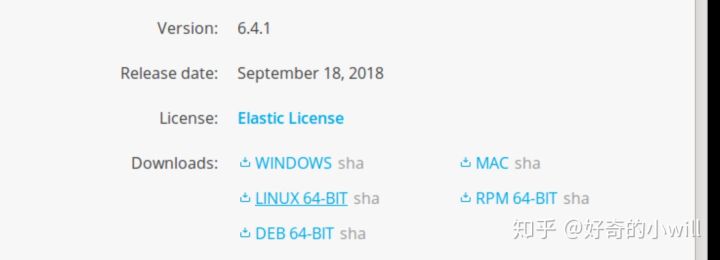 Version: 6.4.1
Release date: September 18, 2018
License: Elastic License
Downloads: WINDOWS sha MAC sha
LINUX 64-BIT sha RPM 64-BIT sha
DEB 64-BIT sha
知乎 @好奇的小will